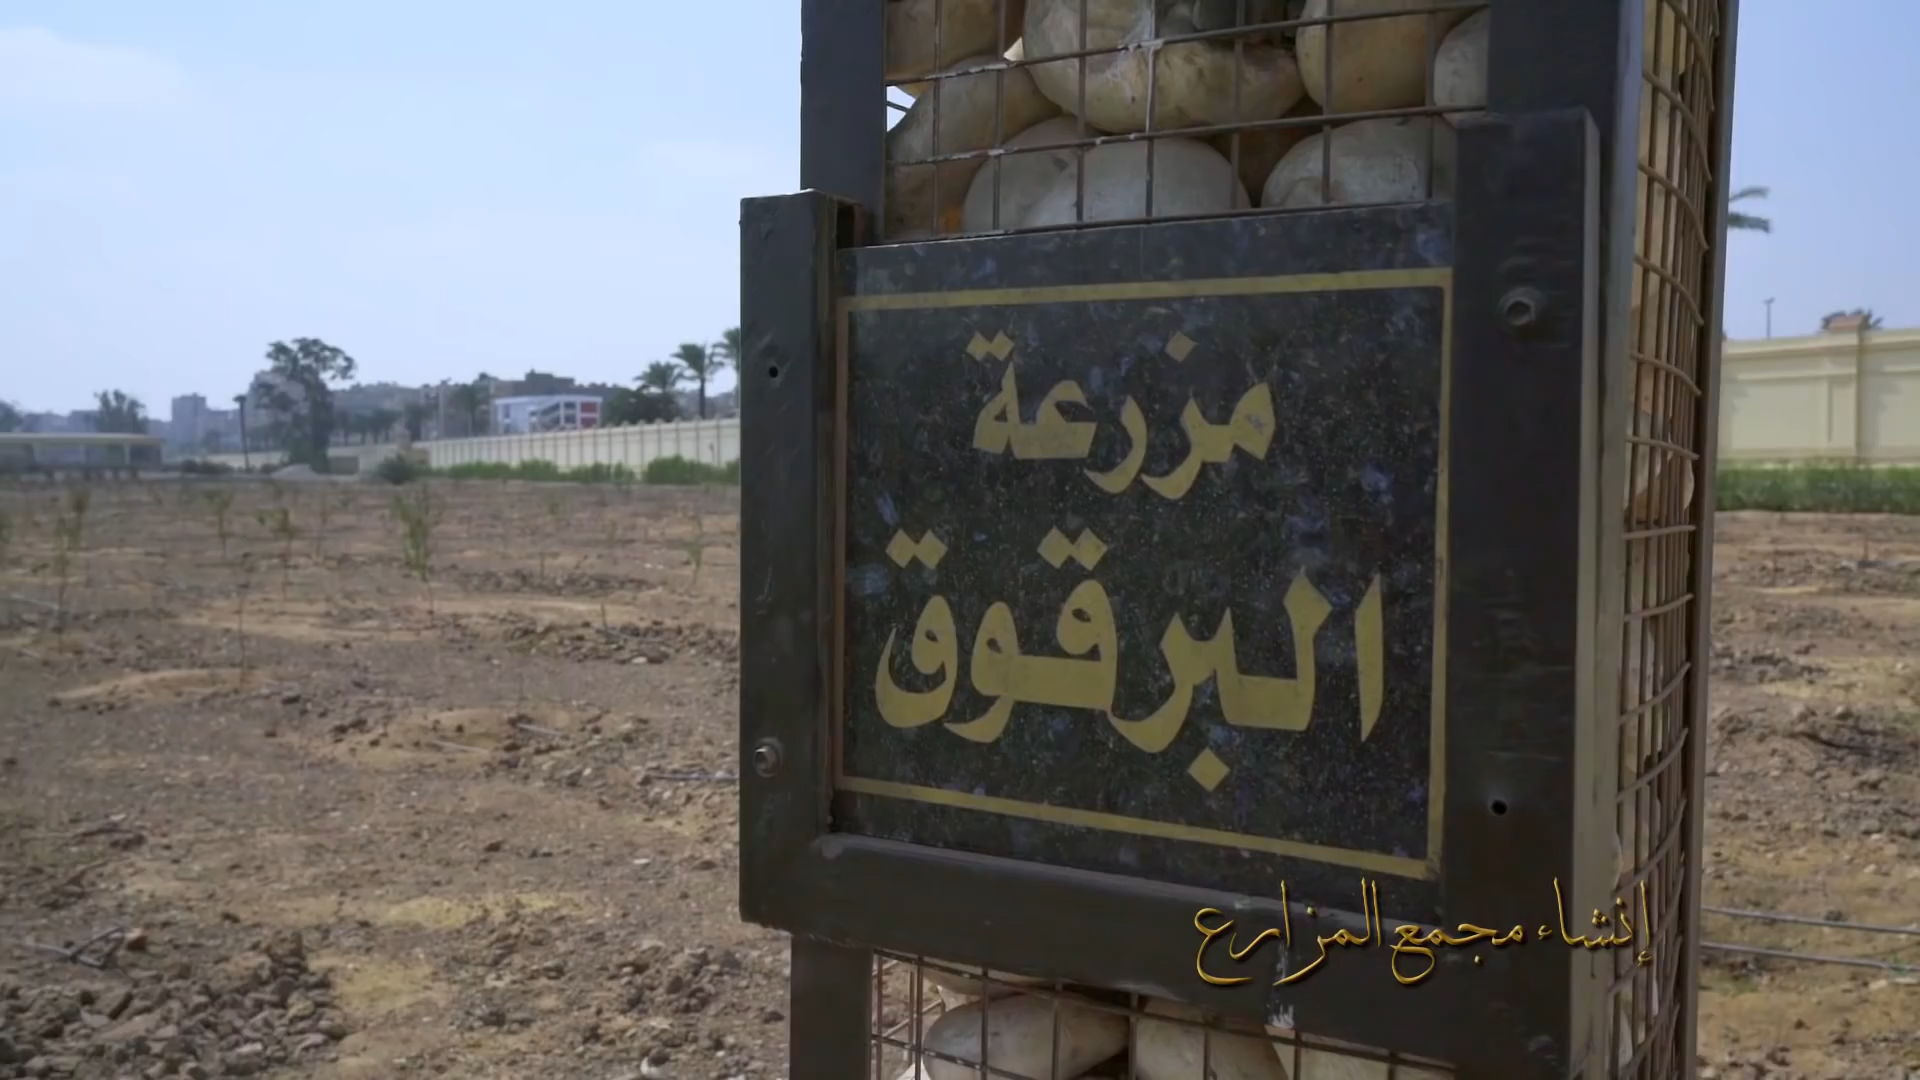 مزرعة
البرقوق
إنشاء مجمع المزارع